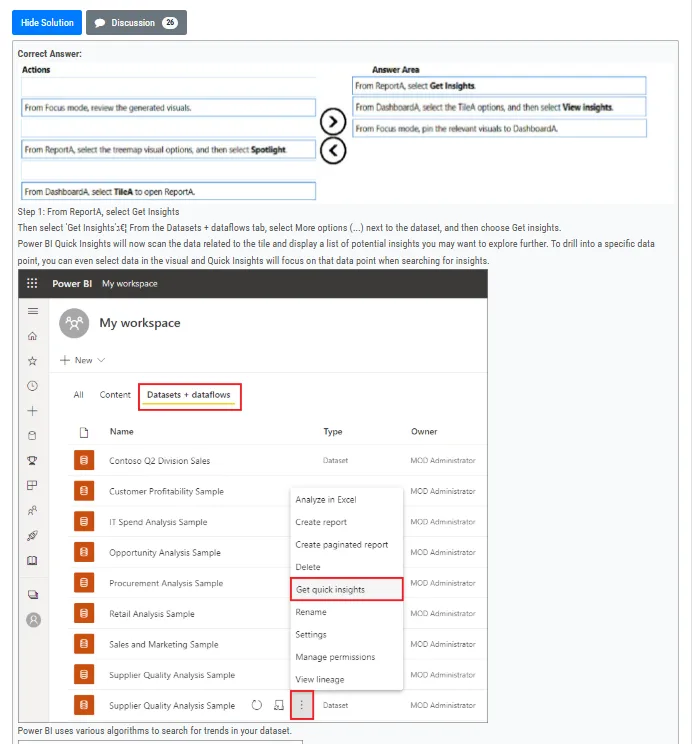 Hide Solution
Discussion 26
Correct Answer:
Actions
Answer Area
From ReportA, select Get Insights.
From Focus mode, review the generated visuals.
From DashboardA, select the TileA options, and then select View insights.
From Focus mode, pin the relevant visuals to DashboardA.
From ReportA, select the treemap visual options, and then select Spotlight.
From DashboardA, select TileA to open ReportA.
Step 1: From ReportA, select Get Insights
Then select 'Get Insights'.€¦ From the Datasets + dataflows tab, select More options (...) next to the dataset, and then choose Get insights.
Power BI Quick Insights will now scan the data related to the tile and display a list of potential insights you may want to explore further. To drill into a specific data
point, you can even select data in the visual and Quick Insights will focus on that data point when searching for insights.
Power BI My workspace
My workspace
New
All Content Datasets + dataflows
Name Type Owner
Contoso Q2 Division Sales Dataset MOD Administrator
Customer Profitability Sample MOD Administrator
IT Spend Analysis Sample MOD Administrator
Opportunity Analysis Sample MOD Administrator
Procurement Analysis Sample MOD Administrator
Retail Analysis Sample MOD Administrator
Sales and Marketing Sample MOD Administrator
Supplier Quality Analysis Sample MOD Administrator
Supplier Quality Analysis Sample Dataset MOD Administrator
Analyze in Excel
Create report
Create paginated report
Delete
Get quick insights
Rename
Settings
Manage permissions
View lineage
Power BI uses various algorithms to search for trends in your dataset.